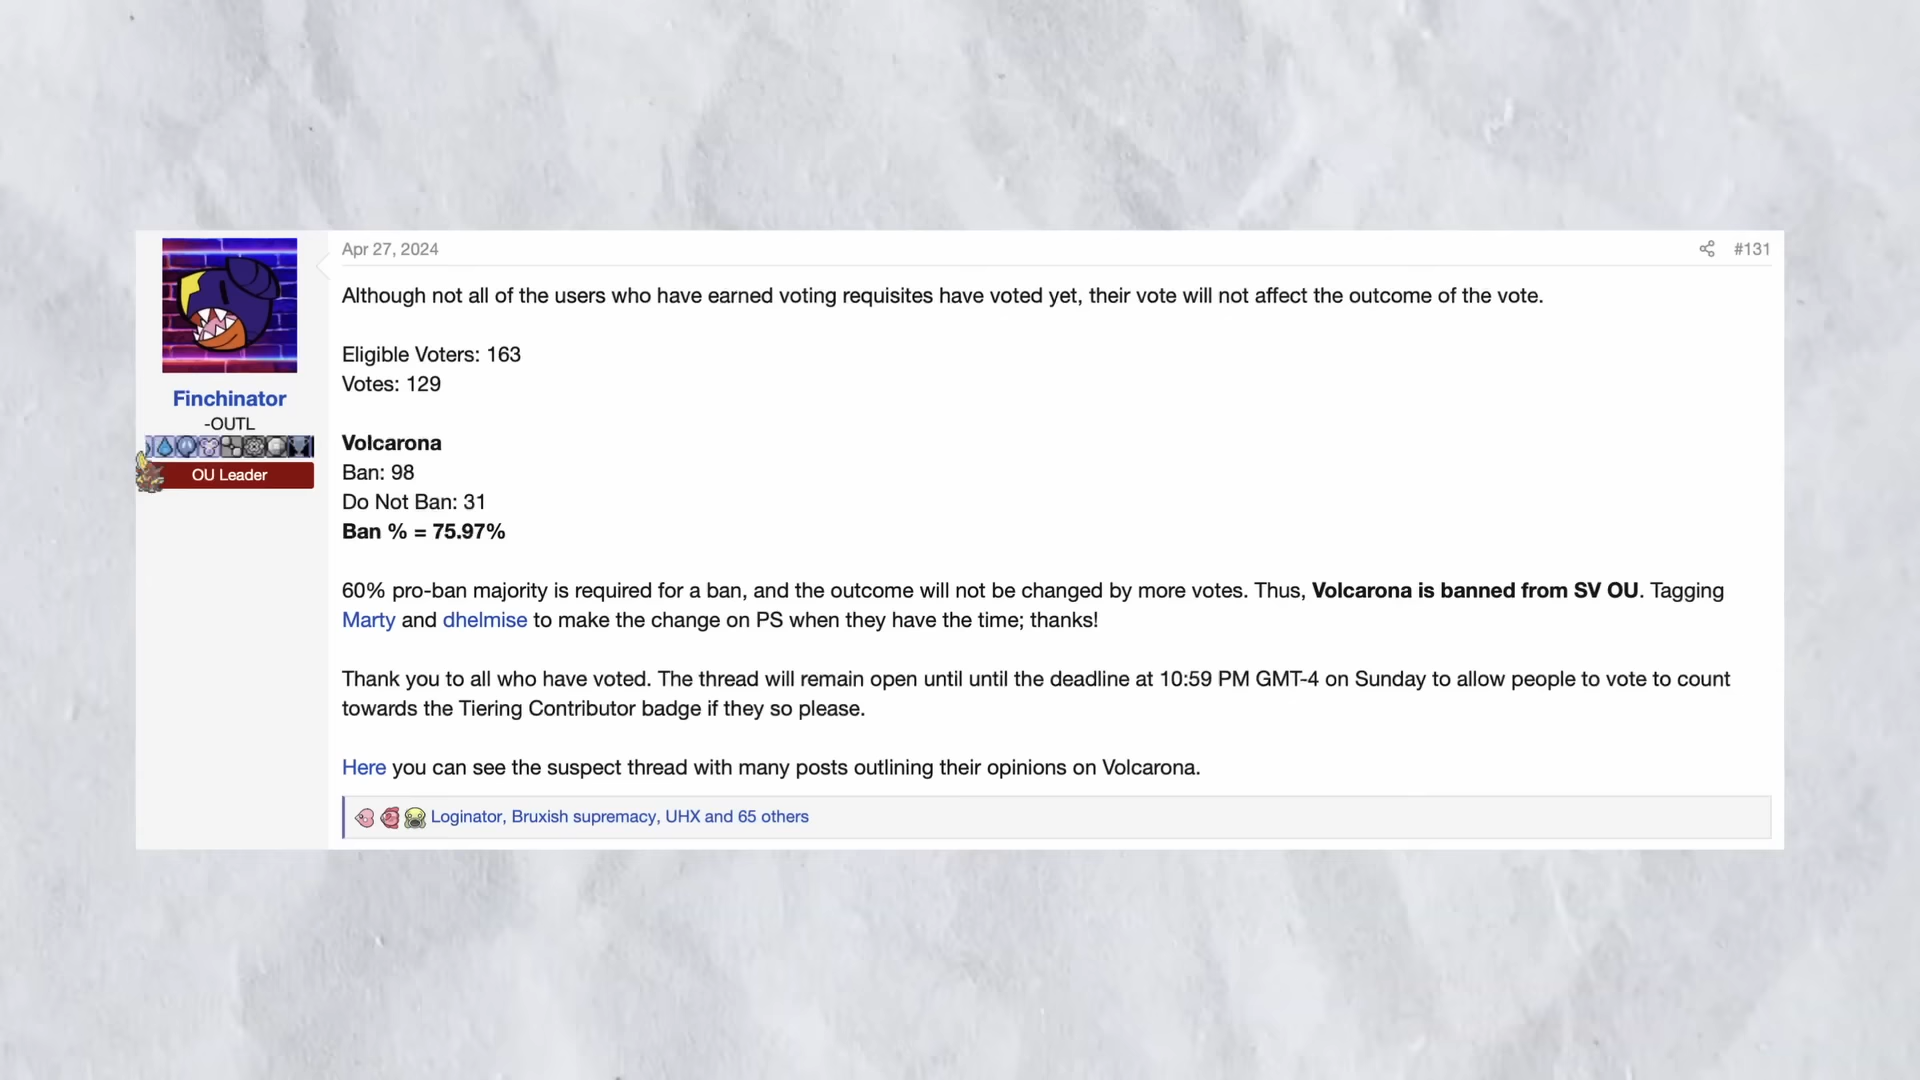 Apr 27, 2024
#131
Although not all of the users who have earned voting requisites have voted yet, their vote will not affect the outcome of the vote.
Eligible Voters: 163
Votes: 129
Finchinator
-OUTL
OU Leader
Volcarona
Ban: 98
Do Not Ban: 31
Ban % = 75.97%
60% pro-ban majority is required for a ban, and the outcome will not be changed by more votes. Thus, Volcarona is banned from SV OU. Tagging
Marty and dhelmise to make the change on PS when they have the time; thanks!
Thank you to all who have voted. The thread will remain open until until the deadline at 10:59 PM GMT-4 on Sunday to allow people to vote to count
towards the Tiering Contributor badge if they so please.
Here you can see the suspect thread with many posts outlining their opinions on Volcarona.
Loginator, Bruxish supremacy, UHX and 65 others